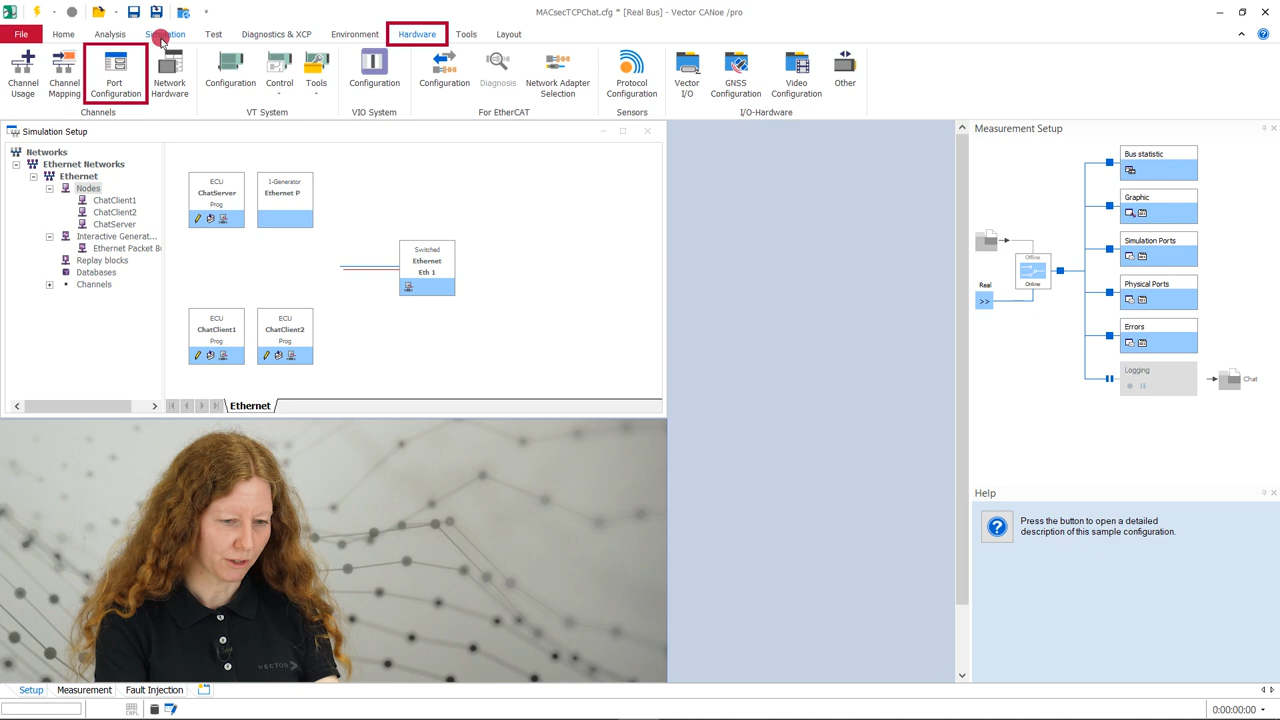 MACsecTCPChat.cfg * [Real Bus] - Vector CANoe /pro
File
Home
Analysis
Simulation
Test
Diagnostics & XCP
Environment
Hardware
Tools
Layout
Channel
Usage
Channel
Mapping
Port
Configuration
Network
Hardware
Configuration
Control
Tools
Configuration
Configuration
Diagnosis
Network Adapter
Selection
Protocol
Configuration
Vector
I/O
GNSS
Configuration
Video
Configuration
Other
Channels
VT System
VIO System
For EtherCAT
Sensors
I/O-Hardware
Simulation Setup
Networks
Ethernet Networks
Ethernet
Nodes
ChatClient1
ChatClient2
ChatServer
Interactive Generat...
Ethernet Packet Bu
Replay blocks
Databases
Channels
ECU
ChatServer
Prog
I-Generator
Ethernet P
Switched
Ethernet
Eth 1
ECU
ChatClient1
Prog
ECU
ChatClient2
Prog
Ethernet
Measurement Setup
Bus statistic
Graphic
Simulation Ports
Physical Ports
Errors
Logging
Offline
Online
Real
>>
Chat
Help
Press the button to open a detailed
description of this sample configuration.
VECTOR
Setup
Measurement
Fault Injection
0:00:00:00